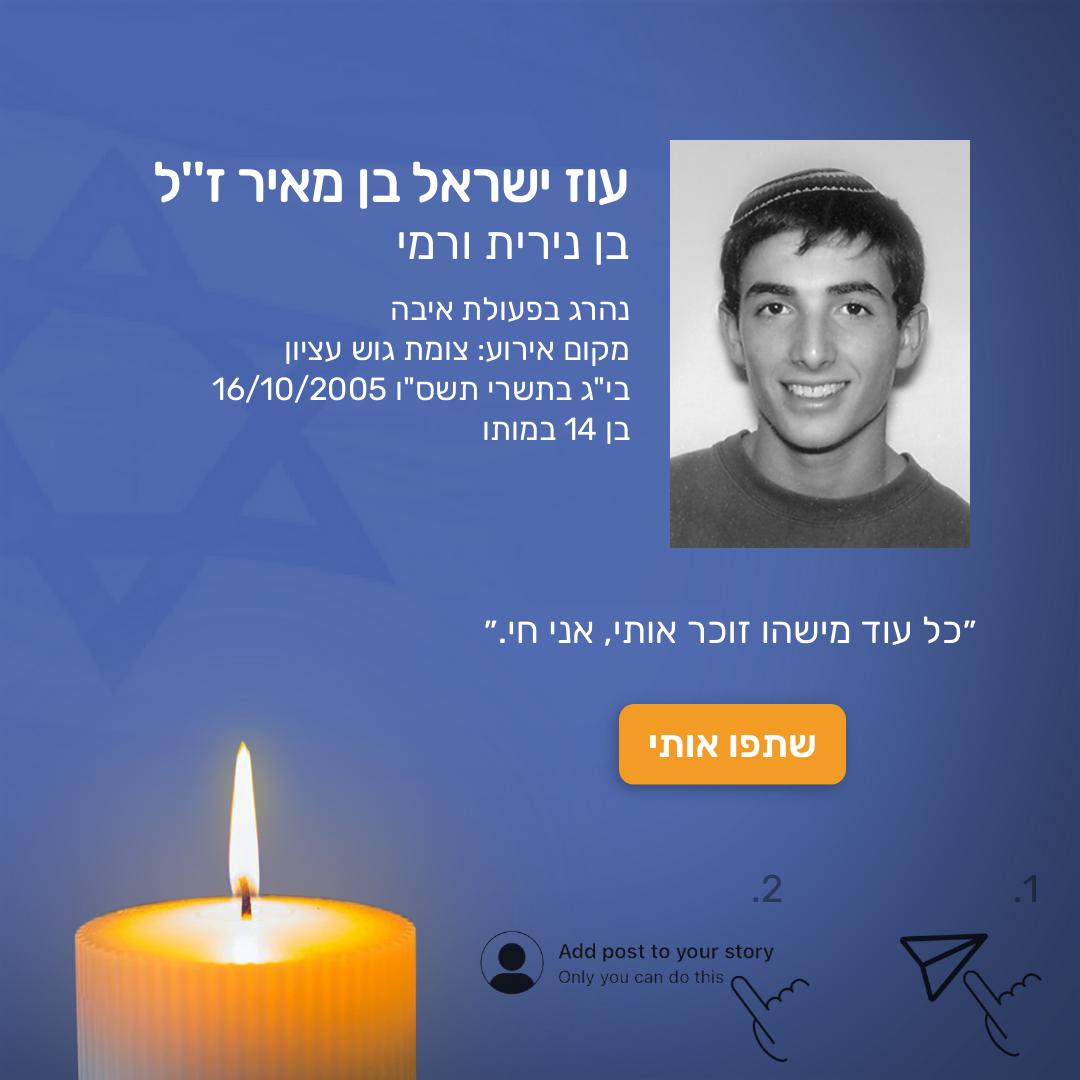 עוז ישראל בן מאיר ז"ל
בן נירית ורמי
נהרג בפעולת איבה
מקום אירוע: צומת גוש עציון
בי"ג בתשרי תשס"ו 16/10/2005
בן 14 במותו
״כל עוד מישהו זוכר אותי, אני חי.״
שתפו אותי
1.
2.
Add post to your story
Only you can do this